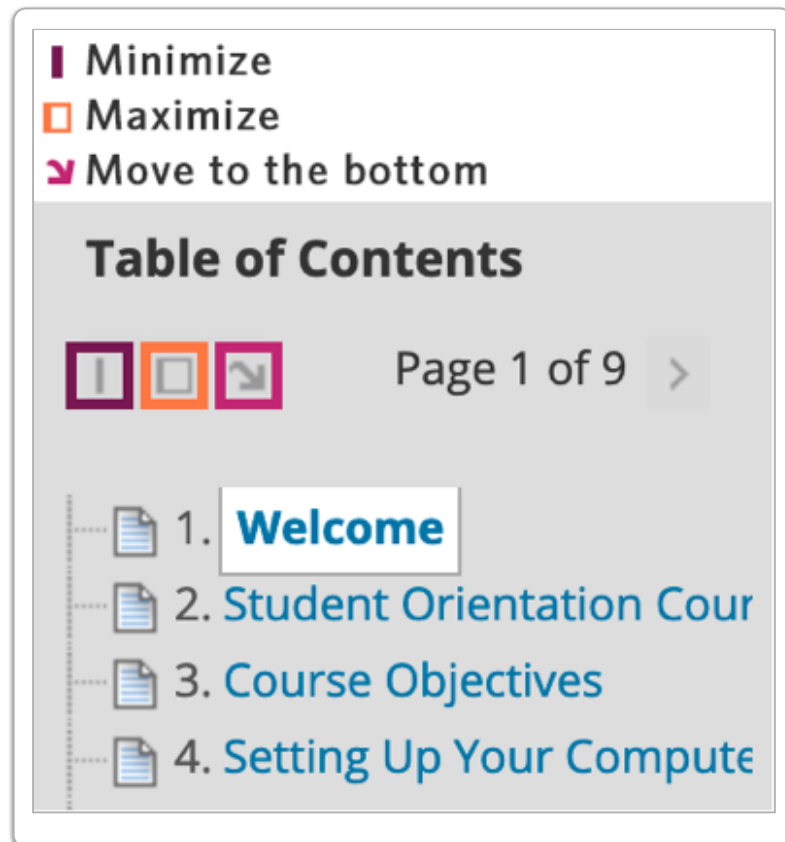 Minimize
Maximize
Move to the bottom
Table of Contents
Page 1 of 9 >
1. Welcome
2. Student Orientation Cour
3. Course Objectives
4. Setting Up Your Compute